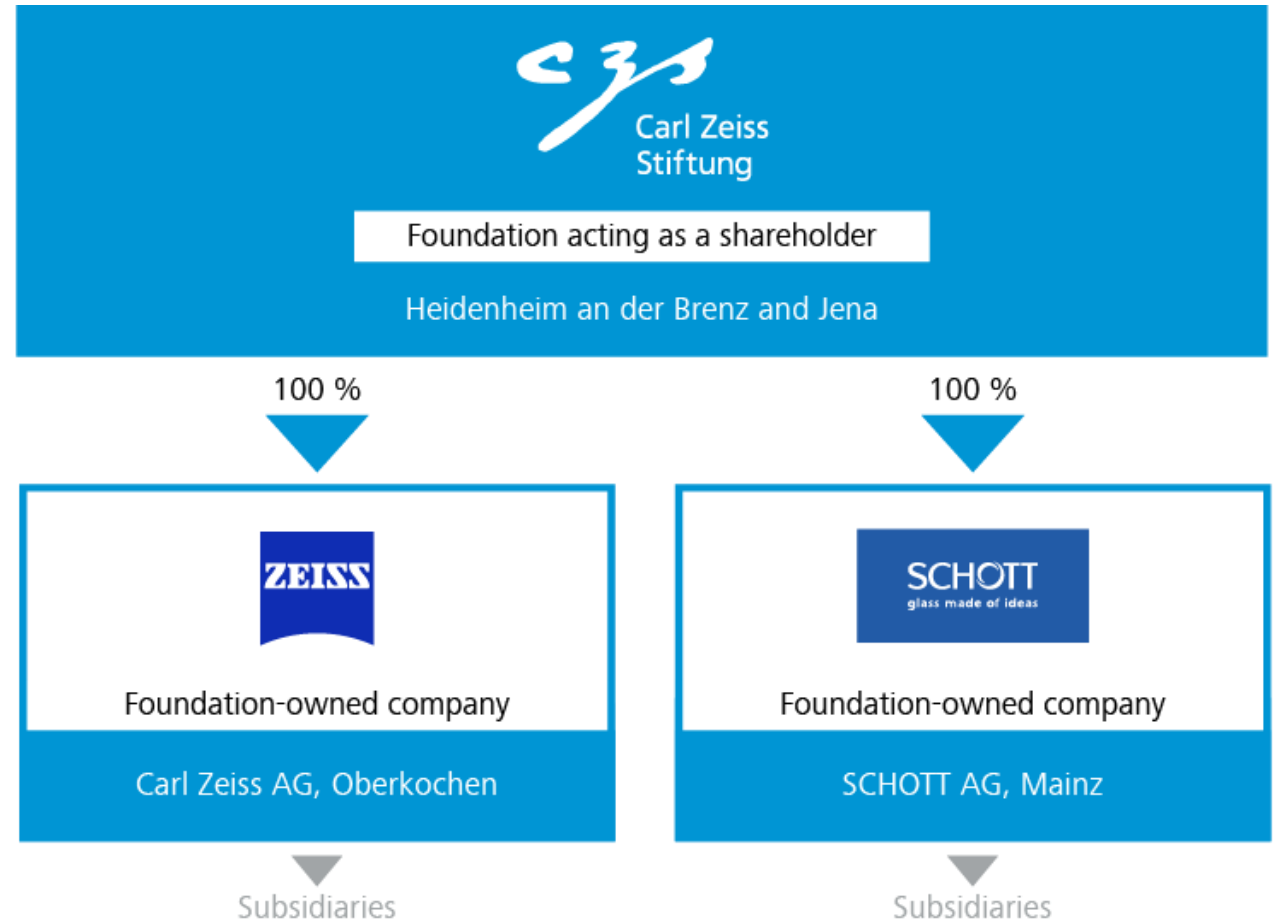 czs
Carl Zeiss
Stiftung
Foundation acting as a shareholder
Heidenheim an der Brenz and Jena
100 %
100 %
ZEISS
SCHOTT
glass made of ideas
Foundation-owned company
Foundation-owned company
Carl Zeiss AG, Oberkochen
SCHOTT AG, Mainz
Subsidiaries
Subsidiaries